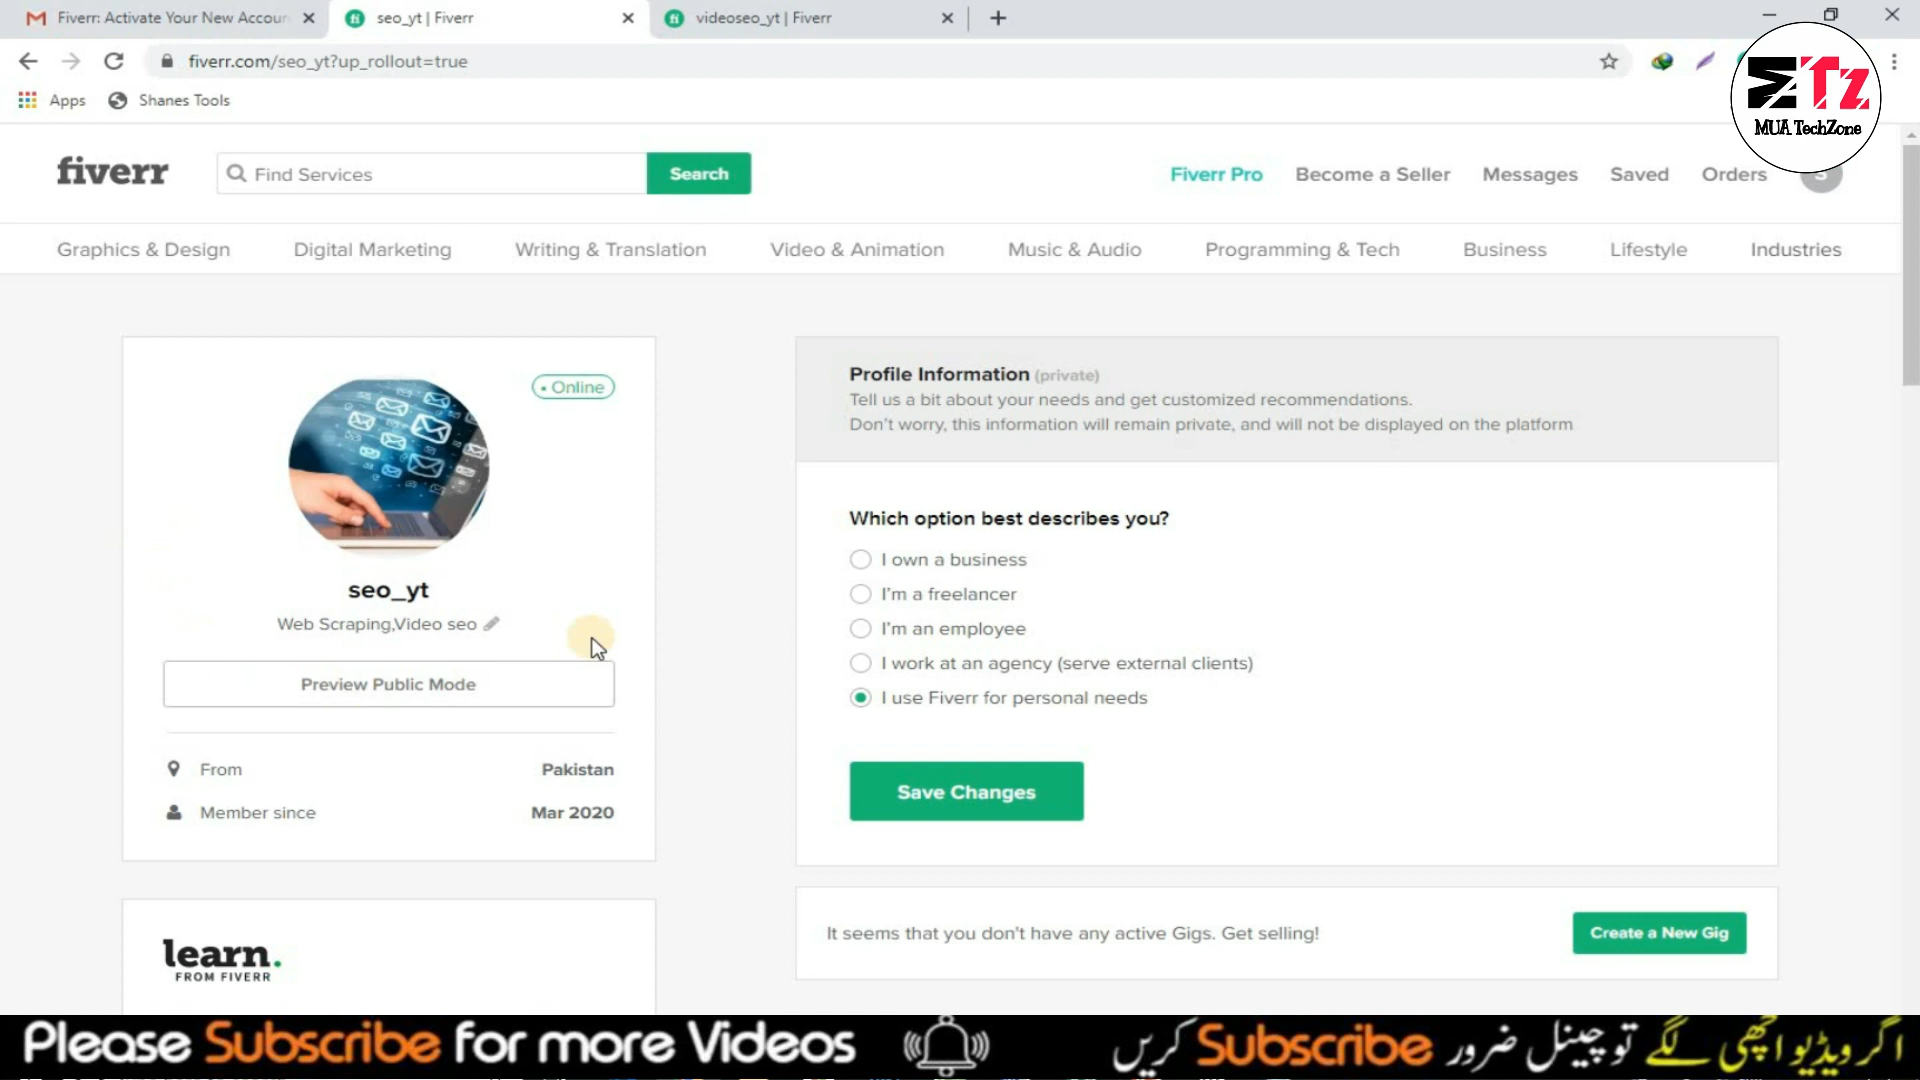 Fiverr: Activate Your New Accoun
seo_yt | Fiverr
videoseo_yt | Fiverr
fiverr.com/seo_yt?up_rollout=true
Apps
Shanes Tools
MTz
MUA TechZone
fiverr
Find Services
Search
Fiverr Pro
Become a Seller
Messages
Saved
Orders
S
Graphics & Design
Digital Marketing
Writing & Translation
Video & Animation
Music & Audio
Programming & Tech
Business
Lifestyle
Industries
• Online
seo_yt
Web Scraping,Video seo
Preview Public Mode
From Pakistan
Member since Mar 2020
learn.
FROM FIVERR
Profile Information (private)
Tell us a bit about your needs and get customized recommendations.
Don't worry, this information will remain private, and will not be displayed on the platform
Which option best describes you?
I own a business
I'm a freelancer
I'm an employee
I work at an agency (serve external clients)
I use Fiverr for personal needs
Save Changes
It seems that you don't have any active Gigs. Get selling!
Create a New Gig
Please Subscribe for more Videos
اگر ویڈیو اچھی لگے تو چینل ضرور Subscribe کریں